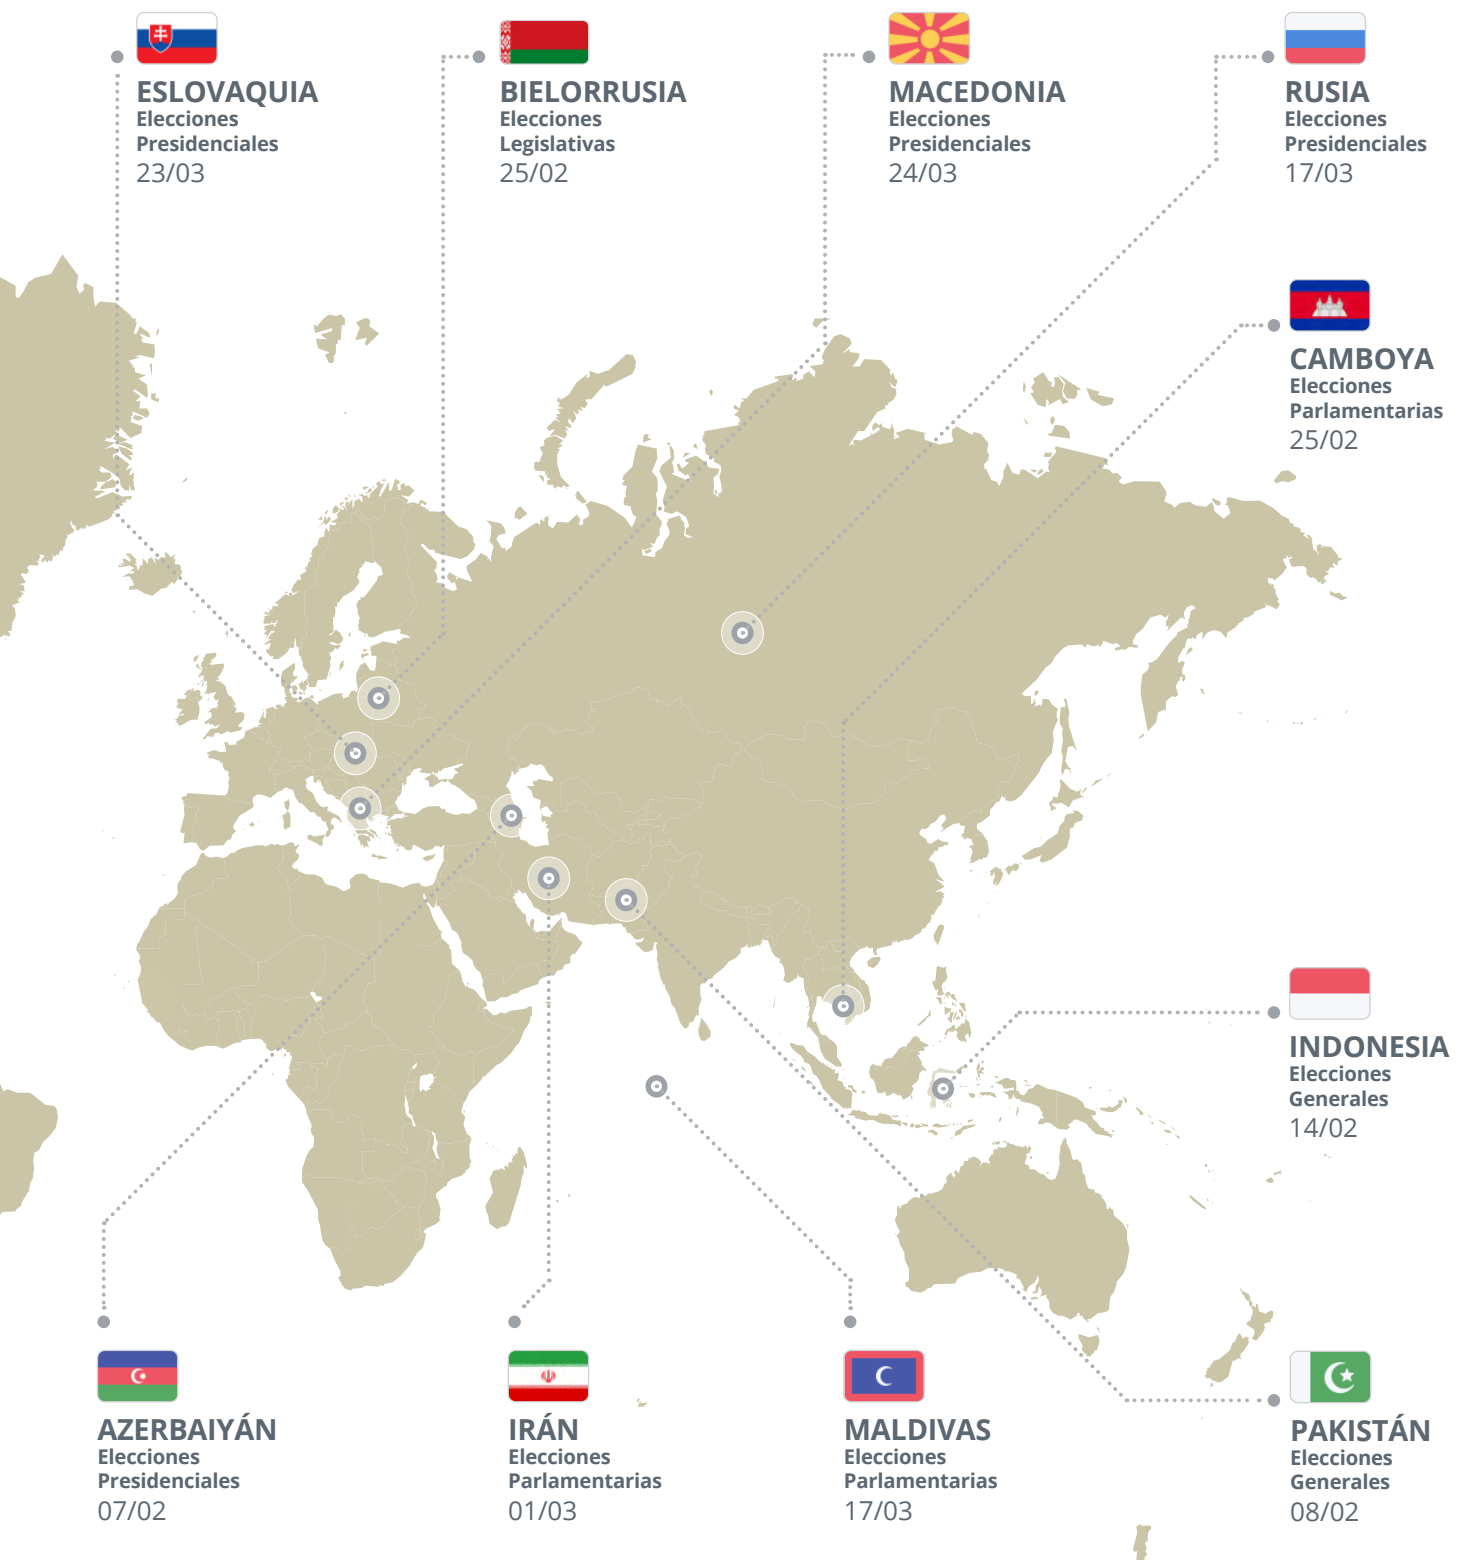 ESLOVAQUIA
Elecciones
Presidenciales
23/03
BIELORRUSIA
Elecciones
Legislativas
25/02
MACEDONIA
Elecciones
Presidenciales
24/03
RUSIA
Elecciones
Presidenciales
17/03
CAMBOYA
Elecciones
Parlamentarias
25/02
INDONESIA
Elecciones
Generales
14/02
AZERBAIYÁN
Elecciones
Presidenciales
07/02
IRÁN
Elecciones
Parlamentarias
01/03
MALDIVAS
Elecciones
Parlamentarias
17/03
PAKISTÁN
Elecciones
Generales
08/02